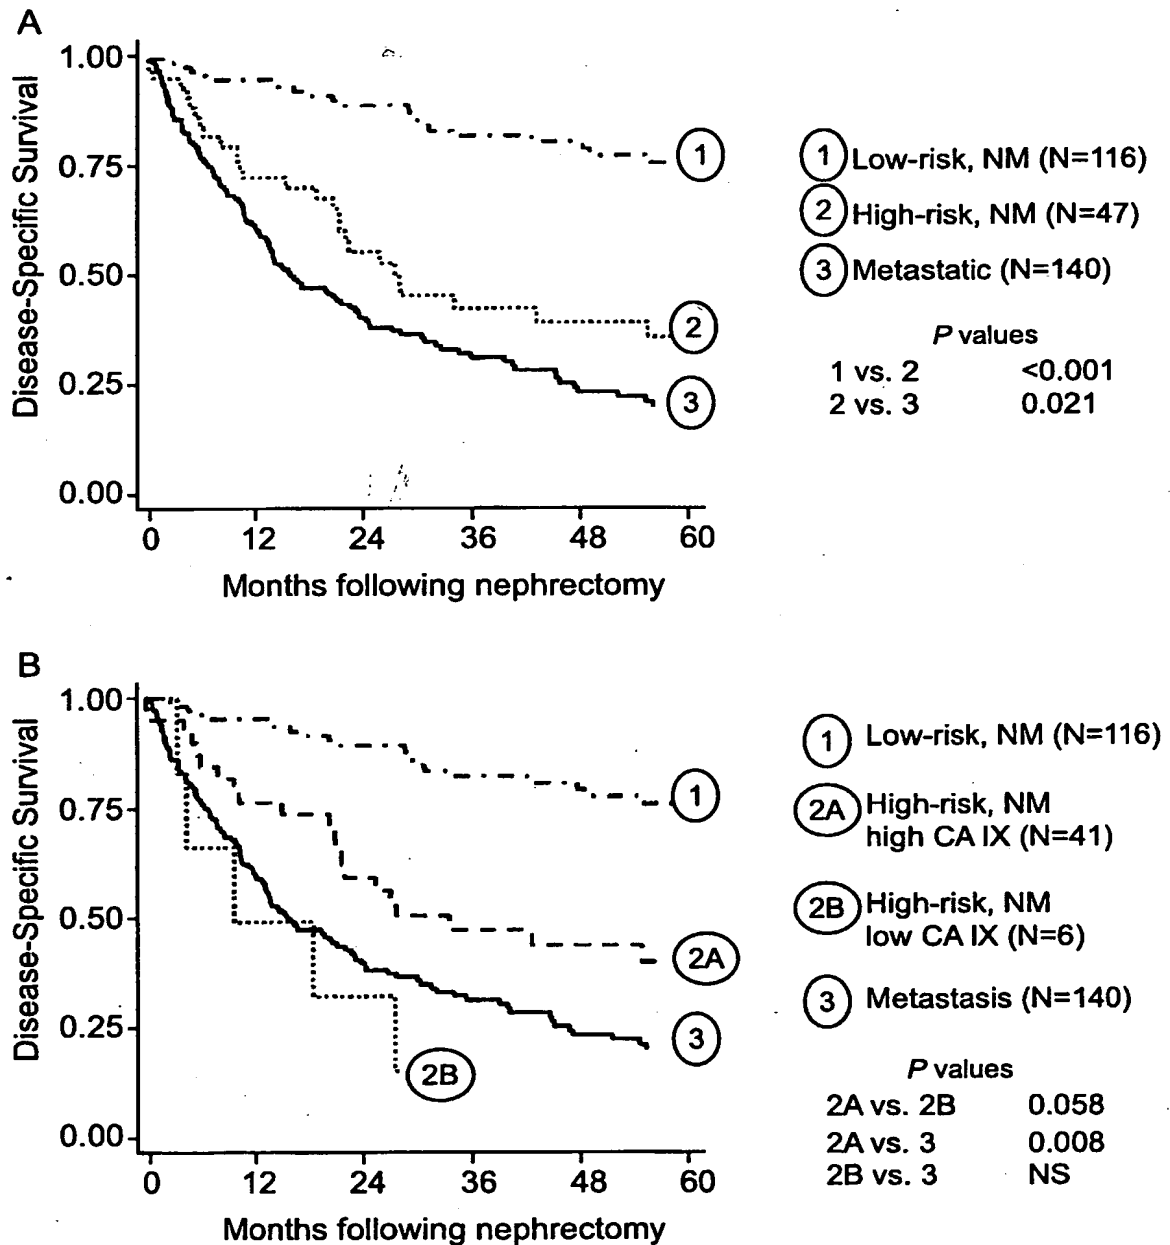 A
Disease-Specific Survival
1.00
0.75
0.50
0.25
0.00
0 12 24 36 48 60
Months following nephrectomy
1
2
3
1 Low-risk, NM (N=116)
2 High-risk, NM (N=47)
3 Metastatic (N=140)
P values
1 vs. 2 <0.001
2 vs. 3 0.021
B
Disease-Specific Survival
1.00
0.75
0.50
0.25
0.00
0 12 24 36 48 60
Months following nephrectomy
1
2A
3
2B
1 Low-risk, NM (N=116)
2A High-risk, NM
high CA IX (N=41)
2B High-risk, NM
low CA IX (N=6)
3 Metastasis (N=140)
P values
2A vs. 2B 0.058
2A vs. 3 0.008
2B vs. 3 NS